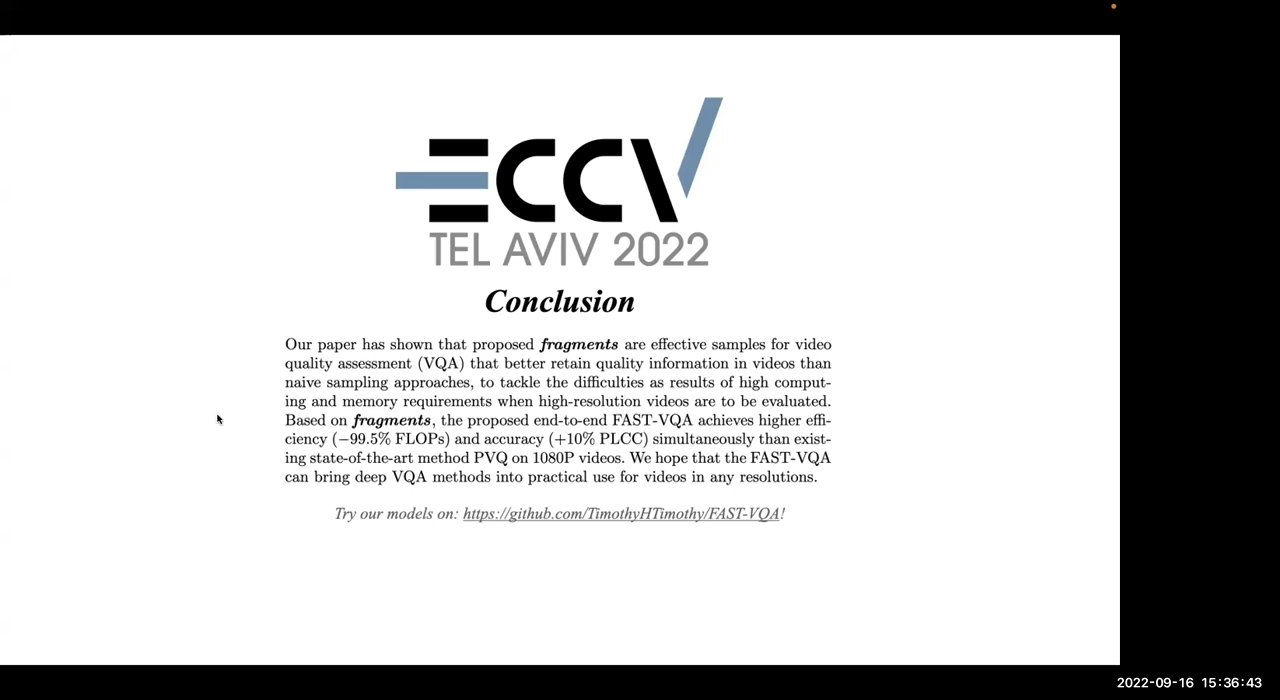 ECCV
TEL AVIV 2022
Conclusion
Our paper has shown that proposed fragments are effective samples for video
quality assessment (VQA) that better retain quality information in videos than
naive sampling approaches, to tackle the difficulties as results of high comput-
ing and memory requirements when high-resolution videos are to be evaluated.
Based on fragments, the proposed end-to-end FAST-VQA achieves higher effi-
ciency (−99.5% FLOPs) and accuracy (+10% PLCC) simultaneously than exist-
ing state-of-the-art method PVQ on 1080P videos. We hope that the FAST-VQA
can bring deep VQA methods into practical use for videos in any resolutions.
Try our models on: https://github.com/TimothyHTimothy/FAST-VQA!
2022-09-16 15:36:43